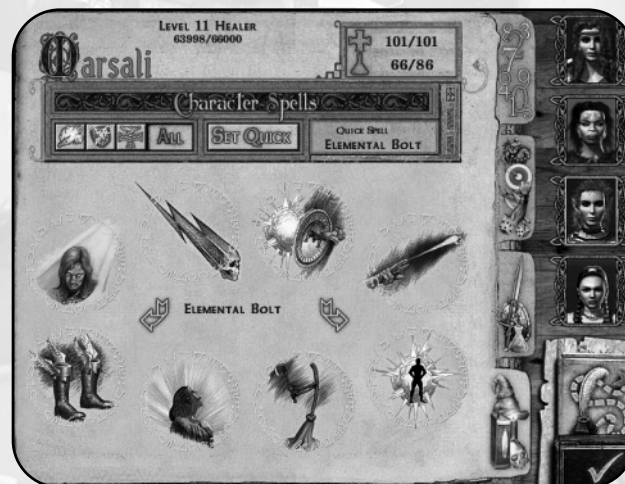 Level 11 Healer
63998/66000
Marsali
101/101
66/86
Character Spells
All
Set Quick
Quick Spell
Elemental Bolt
Elemental Bolt